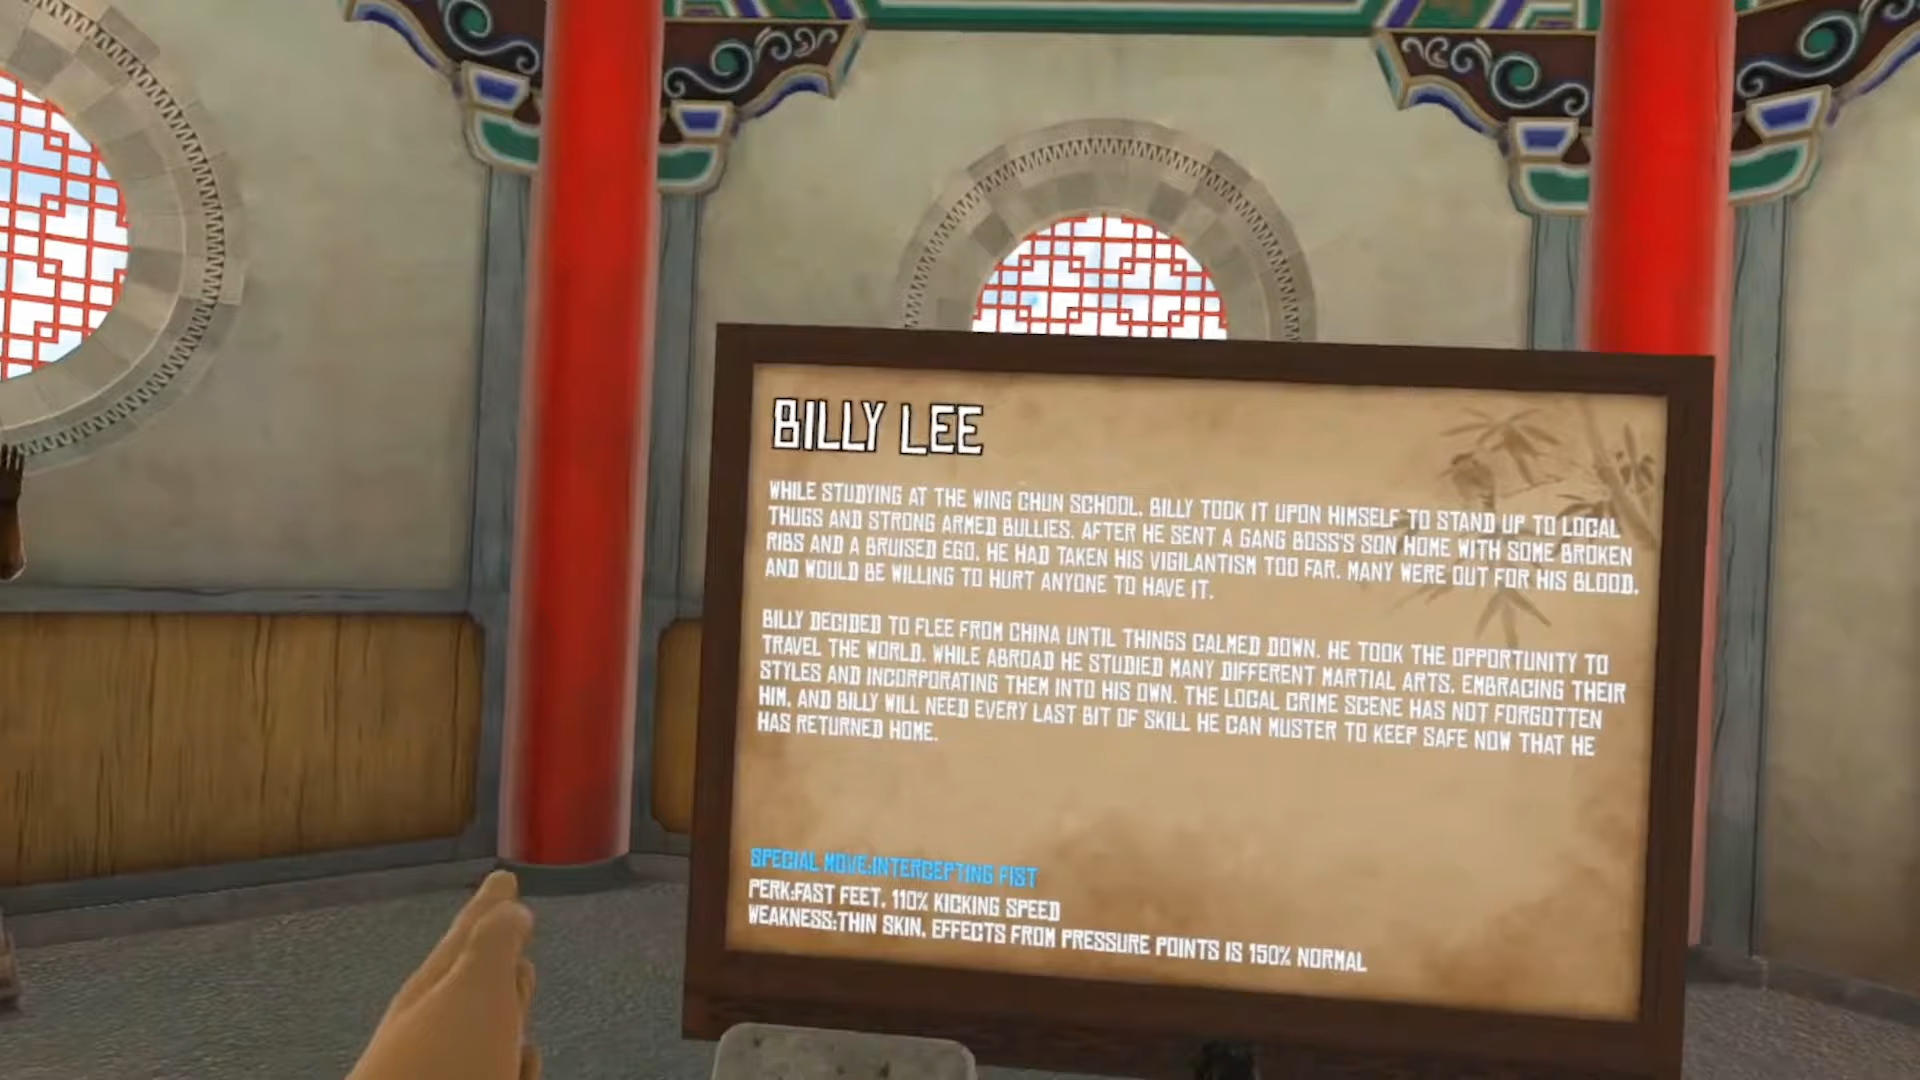 BILLY LEE
WHILE STUDYING AT THE WING CHUN SCHOOL, BILLY TOOK IT UPON HIMSELF TO STAND UP TO LOCAL
THUGS AND STRONG ARMED BULLIES. AFTER HE SENT A GANG BOSS'S SON HOME WITH SOME BROKEN
RIBS AND A BRUISED EGO, HE HAD TAKEN HIS VIGILANTISM TOO FAR. MANY WERE OUT FOR HIS BLOOD,
AND WOULD BE WILLING TO HURT ANYONE TO HAVE IT.
BILLY DECIDED TO FLEE FROM CHINA UNTIL THINGS CALMED DOWN. HE TOOK THE OPPORTUNITY TO
TRAVEL THE WORLD. WHILE ABROAD HE STUDIED MANY DIFFERENT MARTIAL ARTS, EMBRACING THEIR
STYLES AND INCORPORATING THEM INTO HIS OWN. THE LOCAL CRIME SCENE HAS NOT FORGOTTEN
HIM, AND BILLY WILL NEED EVERY LAST BIT OF SKILL HE CAN MUSTER TO KEEP SAFE NOW THAT HE
HAS RETURNED HOME.
SPECIAL MOVE:INTERCEPTING FIST
PERK:FAST FEET, 110% KICKING SPEED
WEAKNESS:THIN SKIN, EFFECTS FROM PRESSURE POINTS IS 150% NORMAL